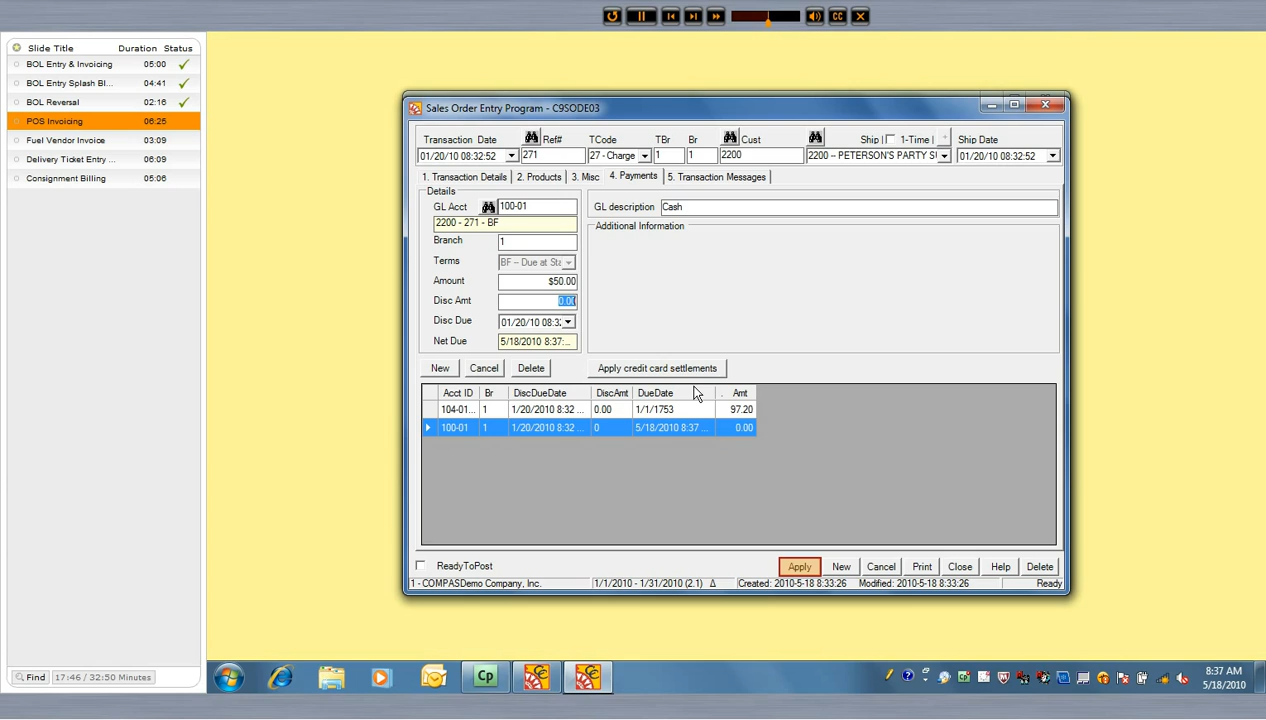 CC
Slide Title Duration Status
BOL Entry & Invoicing 05:00
BOL Entry Splash Bl... 04:41
BOL Reversal 02:16
POS Invoicing 06:25
Fuel Vendor Invoice 03:09
Delivery Ticket Entry ... 06:09
Consignment Billing 05:06
Find 17:46 / 32:50 Minutes
Sales Order Entry Program - C9SODE03
Transaction Date Ref# TCode TBr Br Cust Ship | 1-Time | Ship Date
01/20/10 08:32:52 271 27 - Charge 1 1 2200 2200 -- PETERSON'S PARTY SU 01/20/10 08:32:52
1. Transaction Details 2. Products 3. Misc 4. Payments 5. Transaction Messages
Details
GL Acct 100-01 GL description Cash
2200 - 271 - BF Additional Information
Branch 1
Terms BF -- Due at Sta
Amount $50.00
Disc Amt 0.00
Disc Due 01/20/10 08:32
Net Due 5/18/2010 8:37:...
New Cancel Delete Apply credit card settlements
Acct ID Br DiscDueDate DiscAmt DueDate . Amt
104-01... 1 1/20/2010 8:32 ... 0.00 1/1/1753 97.20
100-01 1 1/20/2010 8:32 ... 0 5/18/2010 8:37 ... 0.00
ReadyToPost Apply New Cancel Print Close Help Delete
1 - COMPASDemo Company, Inc. 1/1/2010 - 1/31/2010 (2.1) Δ Created: 2010-5-18 8:33:26 Modified: 2010-5-18 8:33:26 Ready
Cp
8:37 AM
5/18/2010